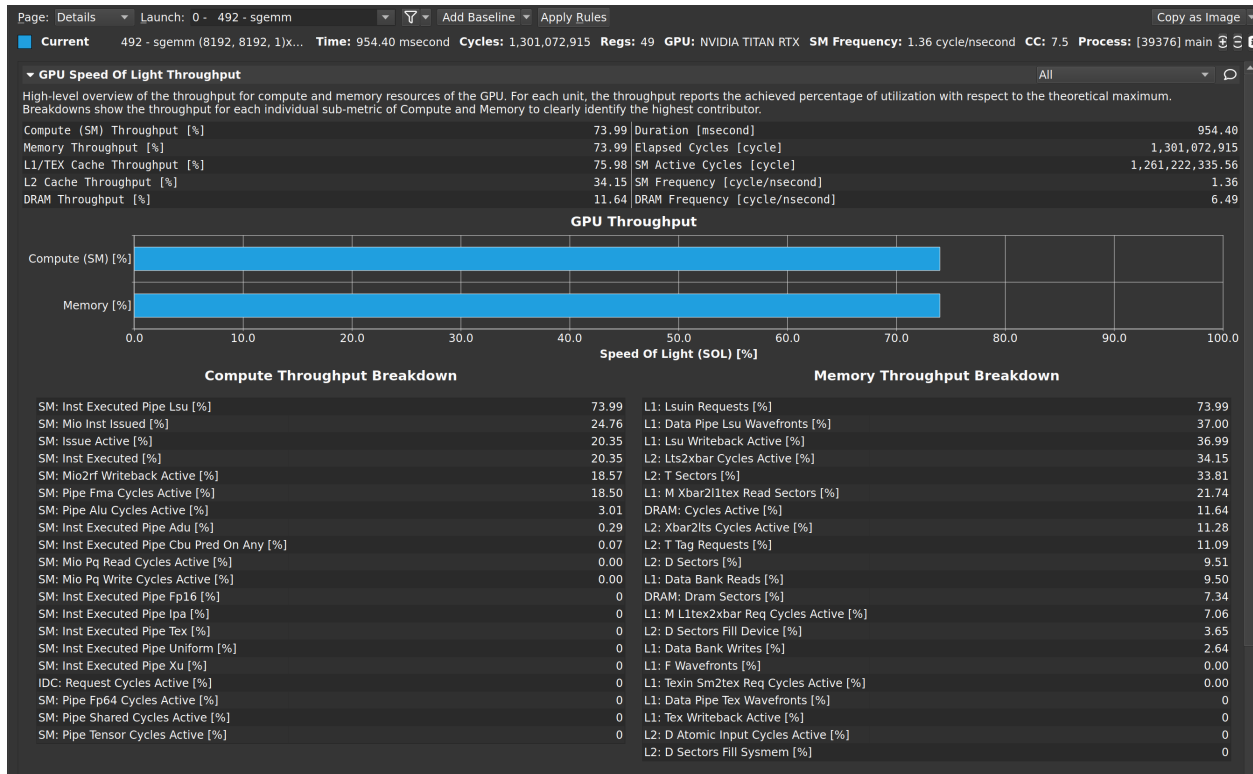 Page: Details Launch: 0 - 492 - sgemm Add Baseline Apply Rules Copy as Image
Current 492 - sgemm (8192, 8192, 1)x... Time: 954.40 msecond Cycles: 1,301,072,915 Regs: 49 GPU: NVIDIA TITAN RTX SM Frequency: 1.36 cycle/nsecond CC: 7.5 Process: [39376] main
GPU Speed Of Light Throughput All
High-level overview of the throughput for compute and memory resources of the GPU. For each unit, the throughput reports the achieved percentage of utilization with respect to the theoretical maximum.
Breakdowns show the throughput for each individual sub-metric of Compute and Memory to clearly identify the highest contributor.
Compute (SM) Throughput [%] 73.99 Duration [msecond] 954.40
Memory Throughput [%] 73.99 Elapsed Cycles [cycle] 1,301,072,915
L1/TEX Cache Throughput [%] 75.98 SM Active Cycles [cycle] 1,261,222,335.56
L2 Cache Throughput [%] 34.15 SM Frequency [cycle/nsecond] 1.36
DRAM Throughput [%] 11.64 DRAM Frequency [cycle/nsecond] 6.49
GPU Throughput
Compute (SM) [%]
Memory [%]
0.0 10.0 20.0 30.0 40.0 50.0 60.0 70.0 80.0 90.0 100.0
Speed Of Light (SOL) [%]
Compute Throughput Breakdown
SM: Inst Executed Pipe Lsu [%] 73.99
SM: Mio Inst Issued [%] 24.76
SM: Issue Active [%] 20.35
SM: Inst Executed [%] 20.35
SM: Mio2rf Writeback Active [%] 18.57
SM: Pipe Fma Cycles Active [%] 18.50
SM: Pipe Alu Cycles Active [%] 3.01
SM: Inst Executed Pipe Adu [%] 0.29
SM: Inst Executed Pipe Cbu Pred On Any [%] 0.07
SM: Mio Pq Read Cycles Active [%] 0.00
SM: Mio Pq Write Cycles Active [%] 0.00
SM: Inst Executed Pipe Fp16 [%] 0
SM: Inst Executed Pipe Ipa [%] 0
SM: Inst Executed Pipe Tex [%] 0
SM: Inst Executed Pipe Uniform [%] 0
SM: Inst Executed Pipe Xu [%] 0
IDC: Request Cycles Active [%] 0
SM: Pipe Fp64 Cycles Active [%] 0
SM: Pipe Shared Cycles Active [%] 0
SM: Pipe Tensor Cycles Active [%] 0
Memory Throughput Breakdown
L1: Lsuin Requests [%] 73.99
L1: Data Pipe Lsu Wavefronts [%] 37.00
L1: Lsu Writeback Active [%] 36.99
L2: Lts2xbar Cycles Active [%] 34.15
L2: T Sectors [%] 33.81
L1: M Xbar2l1tex Read Sectors [%] 21.74
DRAM: Cycles Active [%] 11.64
L2: Xbar2lts Cycles Active [%] 11.28
L2: T Tag Requests [%] 11.09
L2: D Sectors [%] 9.51
L1: Data Bank Reads [%] 9.50
DRAM: Dram Sectors [%] 7.34
L1: M L1tex2xbar Req Cycles Active [%] 7.06
L2: D Sectors Fill Device [%] 3.65
L1: Data Bank Writes [%] 2.64
L1: F Wavefronts [%] 0.00
L1: Texin Sm2tex Req Cycles Active [%] 0.00
L1: Data Pipe Tex Wavefronts [%] 0
L1: Tex Writeback Active [%] 0
L2: D Atomic Input Cycles Active [%] 0
L2: D Sectors Fill Sysmem [%] 0